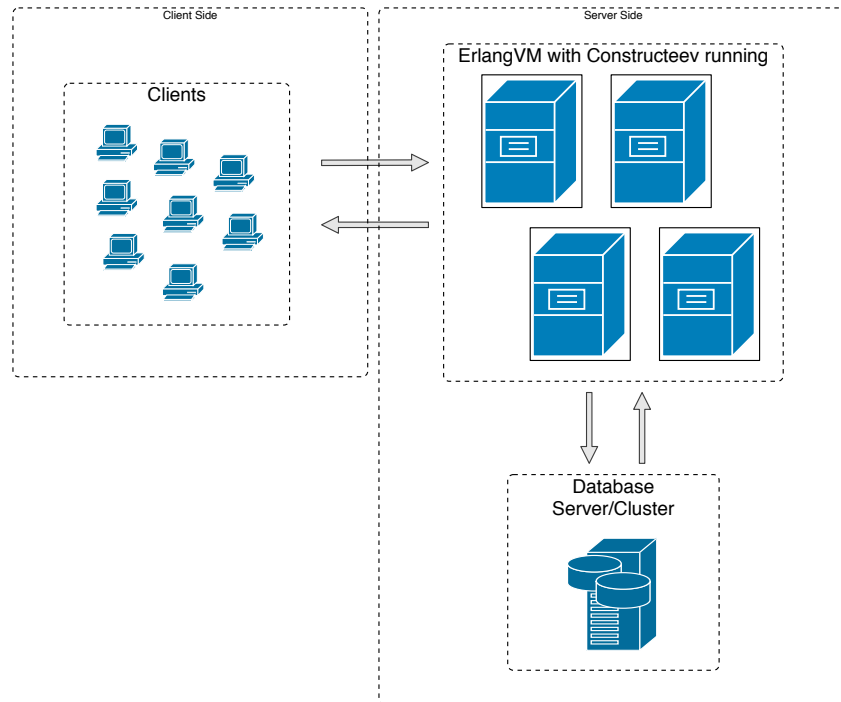 Client Side
Server Side
ErlangVM with Constructeev running
Clients
Database
Server/Cluster